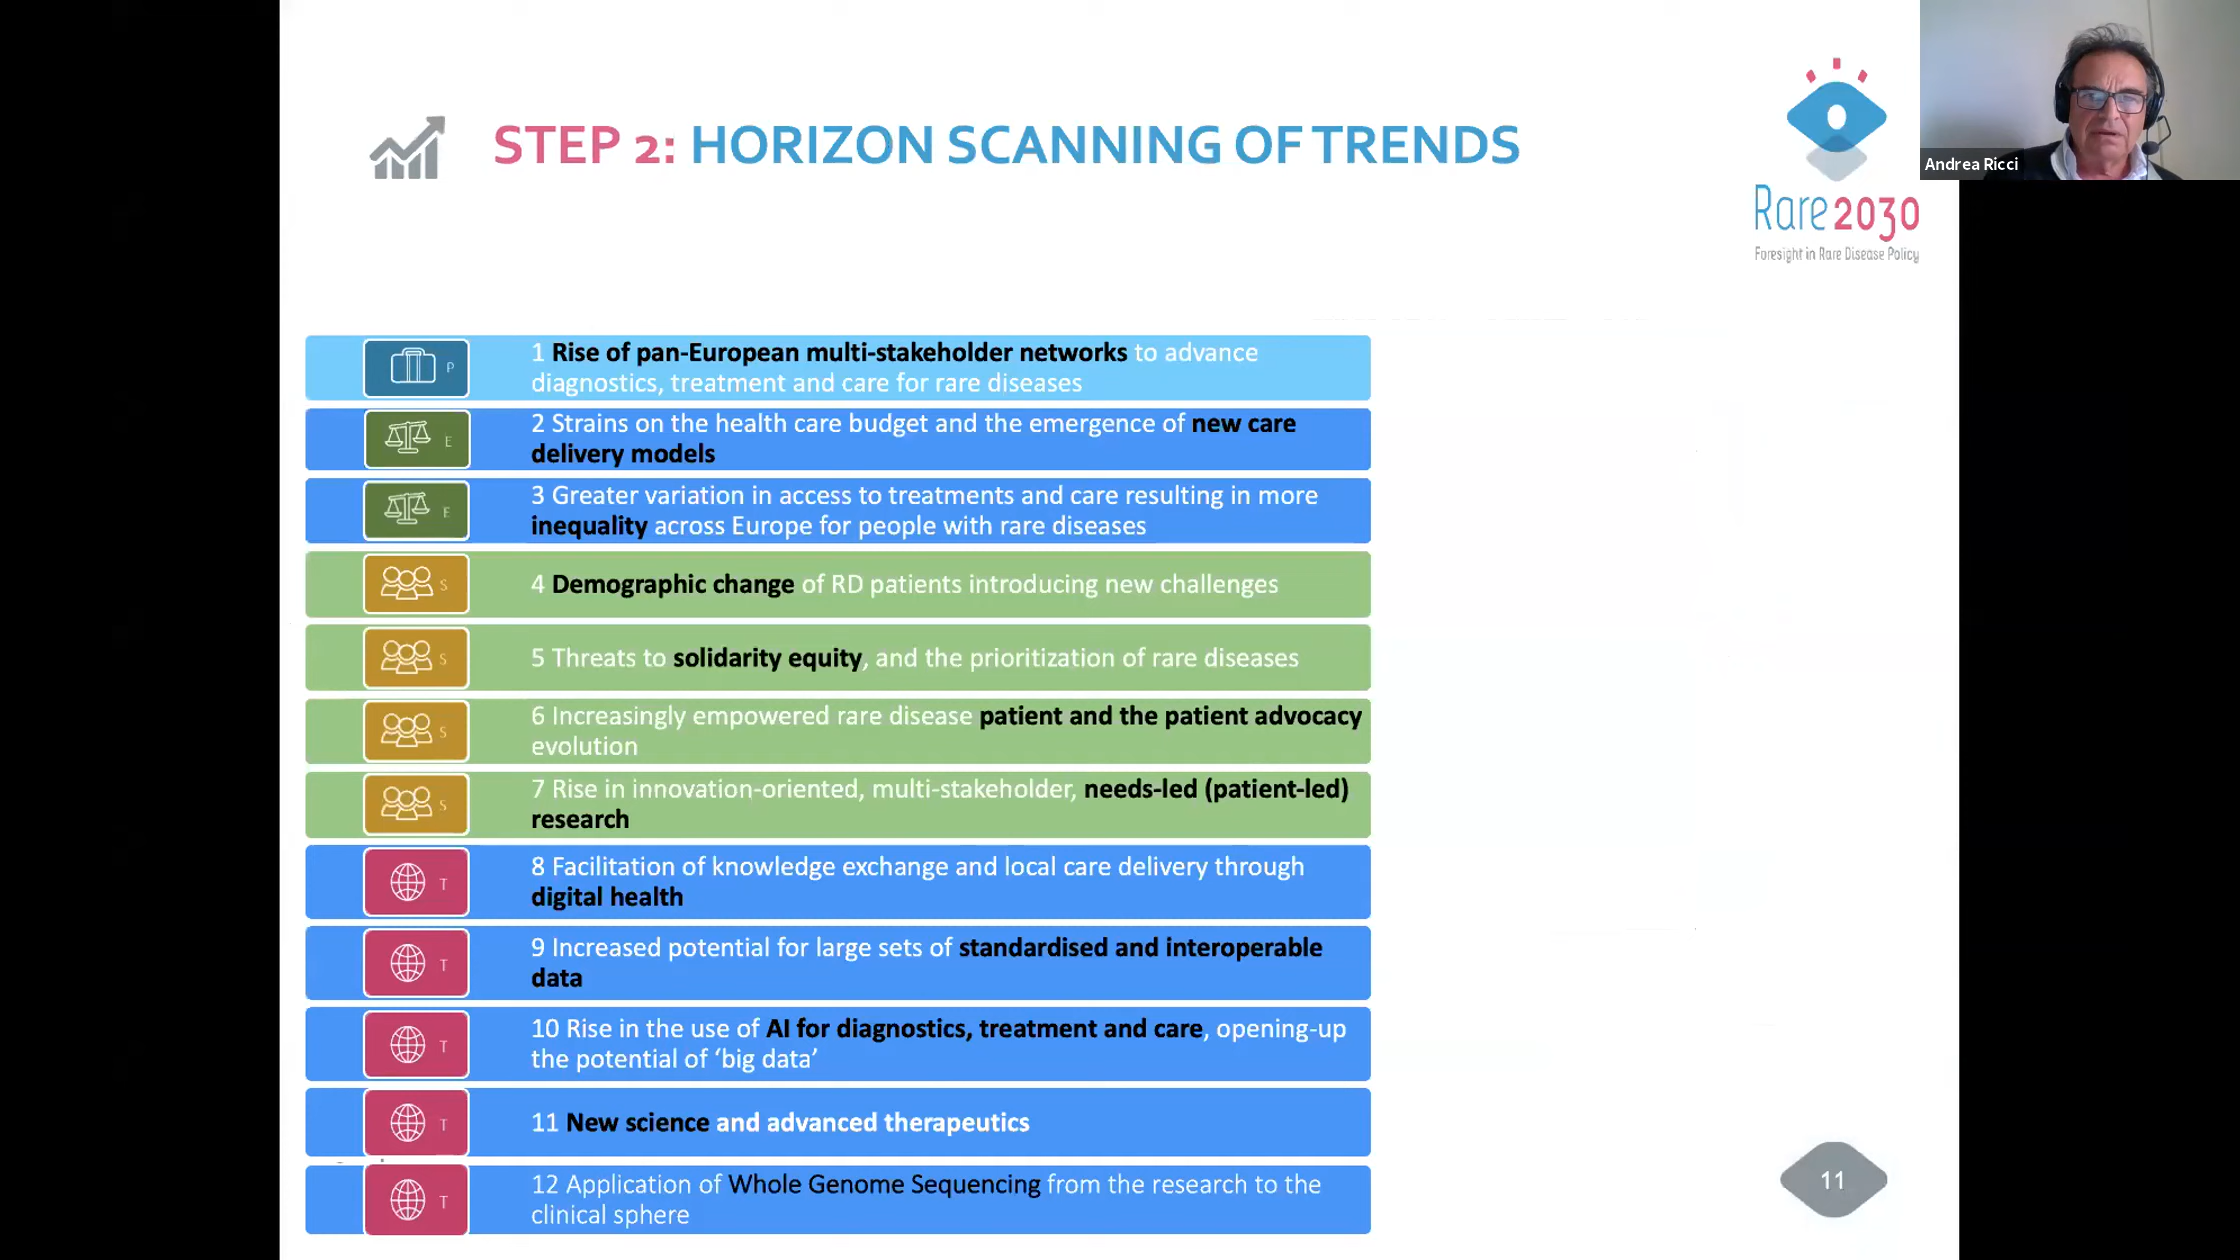 STEP 2: HORIZON SCANNING OF TRENDS
Andrea Ricci
Rare2030
Foresight in Rare Disease Policy
P
1 Rise of pan-European multi-stakeholder networks to advance
diagnostics, treatment and care for rare diseases
E
2 Strains on the health care budget and the emergence of new care
delivery models
E
3 Greater variation in access to treatments and care resulting in more
inequality across Europe for people with rare diseases
S
4 Demographic change of RD patients introducing new challenges
S
5 Threats to solidarity equity, and the prioritization of rare diseases
S
6 Increasingly empowered rare disease patient and the patient advocacy
evolution
S
7 Rise in innovation-oriented, multi-stakeholder, needs-led (patient-led)
research
T
8 Facilitation of knowledge exchange and local care delivery through
digital health
T
9 Increased potential for large sets of standardised and interoperable
data
T
10 Rise in the use of AI for diagnostics, treatment and care, opening-up
the potential of ‘big data’
T
11 New science and advanced therapeutics
T
12 Application of Whole Genome Sequencing from the research to the
clinical sphere
11